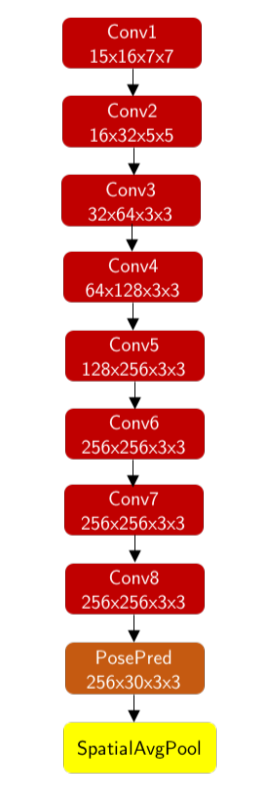 Conv1
15x16x7x7
Conv2
16x32x5x5
Conv3
32x64x3x3
Conv4
64x128x3x3
Conv5
128x256x3x3
Conv6
256x256x3x3
Conv7
256x256x3x3
Conv8
256x256x3x3
PosePred
256x30x3x3
SpatialAvgPool